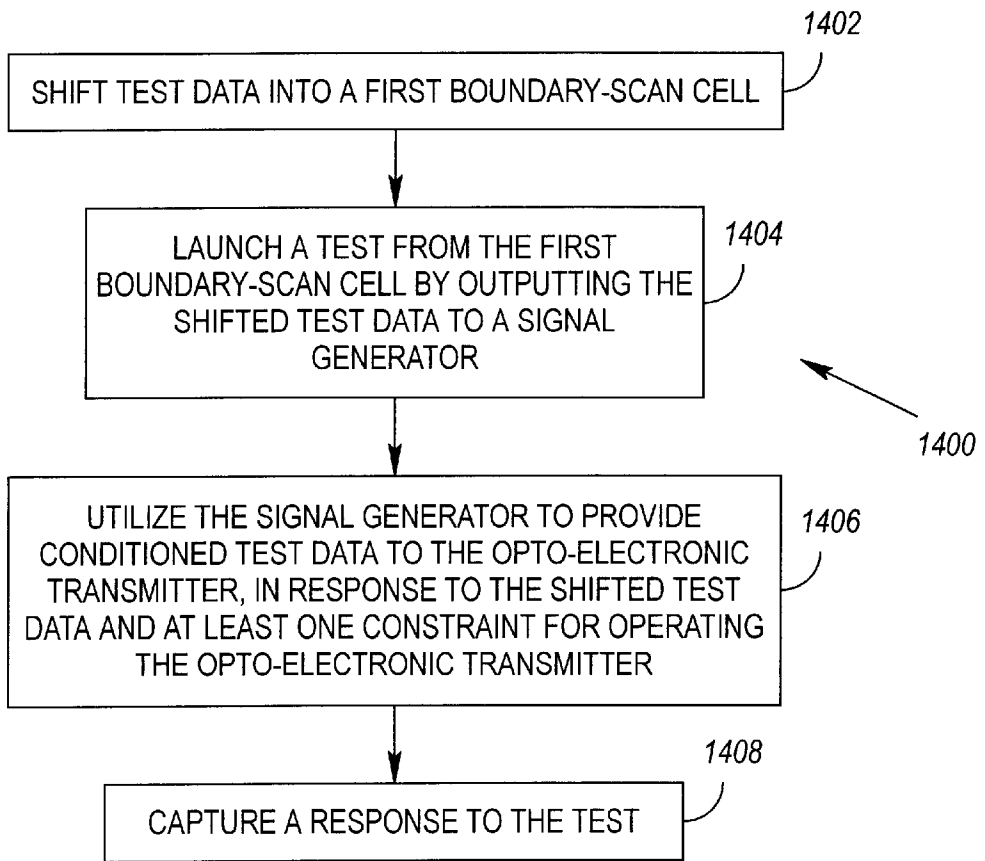 1402
SHIFT TEST DATA INTO A FIRST BOUNDARY-SCAN CELL
1404
LAUNCH A TEST FROM THE FIRST
BOUNDARY-SCAN CELL BY OUTPUTTING THE
SHIFTED TEST DATA TO A SIGNAL
GENERATOR
1400
1406
UTILIZE THE SIGNAL GENERATOR TO PROVIDE
CONDITIONED TEST DATA TO THE OPTO-ELECTRONIC
TRANSMITTER, IN RESPONSE TO THE SHIFTED TEST
DATA AND AT LEAST ONE CONSTRAINT FOR OPERATING
THE OPTO-ELECTRONIC TRANSMITTER
1408
CAPTURE A RESPONSE TO THE TEST